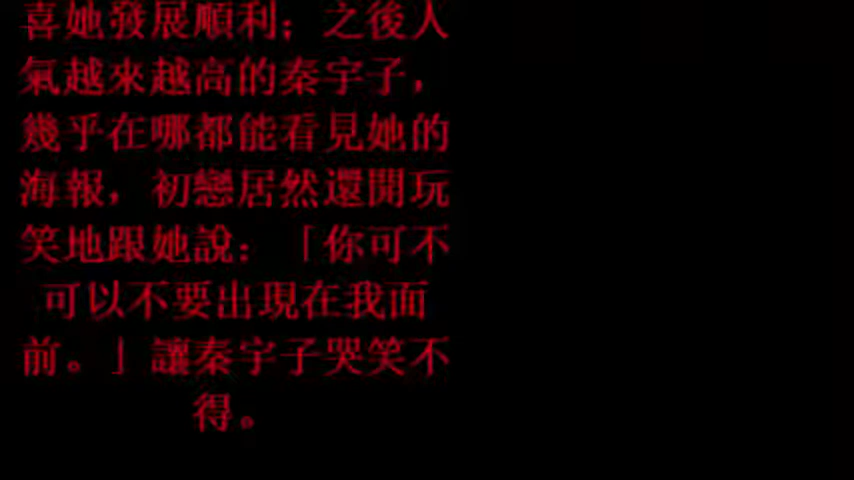 喜她發展順利；之後人
氣越來越高的秦宇子，
幾乎在哪都能看見她的
海報，初戀居然還開玩
笑地跟她說：「你可不
可以不要出現在我面
前。」讓秦宇子哭笑不
得。